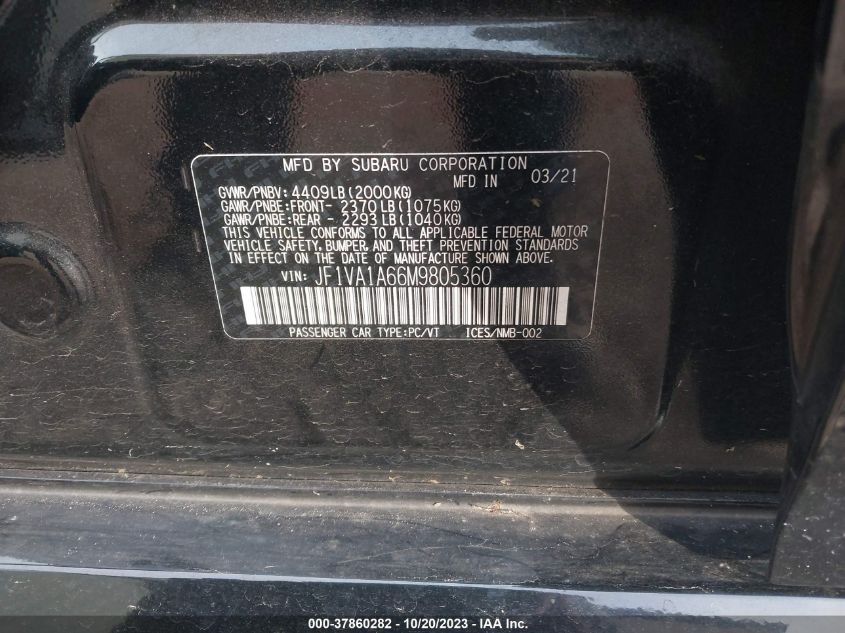 MFD BY SUBARU CORPORATION
MFD IN 03/21
GVWR/PNBV: 4409LB(2000KG)
GAWR/PNBE:FRONT- 2370LB(1075KG)
GAWR/PNBE:REAR - 2293LB(1040KG)
THIS VEHICLE CONFORMS TO ALL APPLICABLE FEDERAL MOTOR
VEHICLE SAFETY, BUMPER, AND THEFT PREVENTION STANDARDS
IN EFFECT ON THE DATE OF MANUFACTURE SHOWN ABOVE.
VIN: JF1VA1A66M9805360
PASSENGER CAR TYPE:PC/VT ICES/NMB-002
000-37860282 - 10/20/2023 - IAAI.com